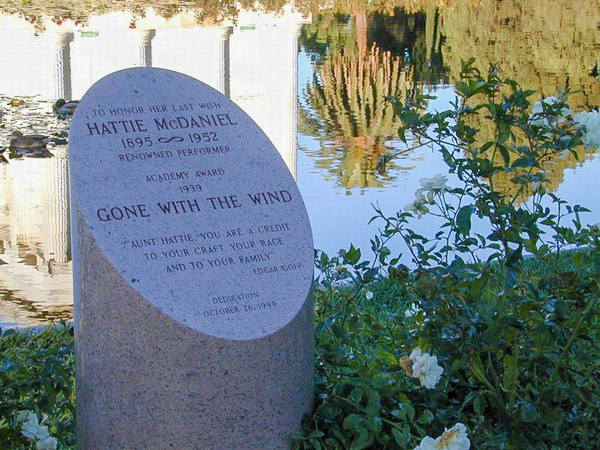 TO HONOR HER LAST WISH
HATTIE McDANIEL
1895 ~ 1952
RENOWNED PERFORMER
ACADEMY AWARD
1939
GONE WITH THE WIND
"AUNT HATTIE, YOU ARE A CREDIT
TO YOUR CRAFT, YOUR RACE
AND TO YOUR FAMILY"
EDGAR GOFF
DEDICATION
OCTOBER 26, 1999